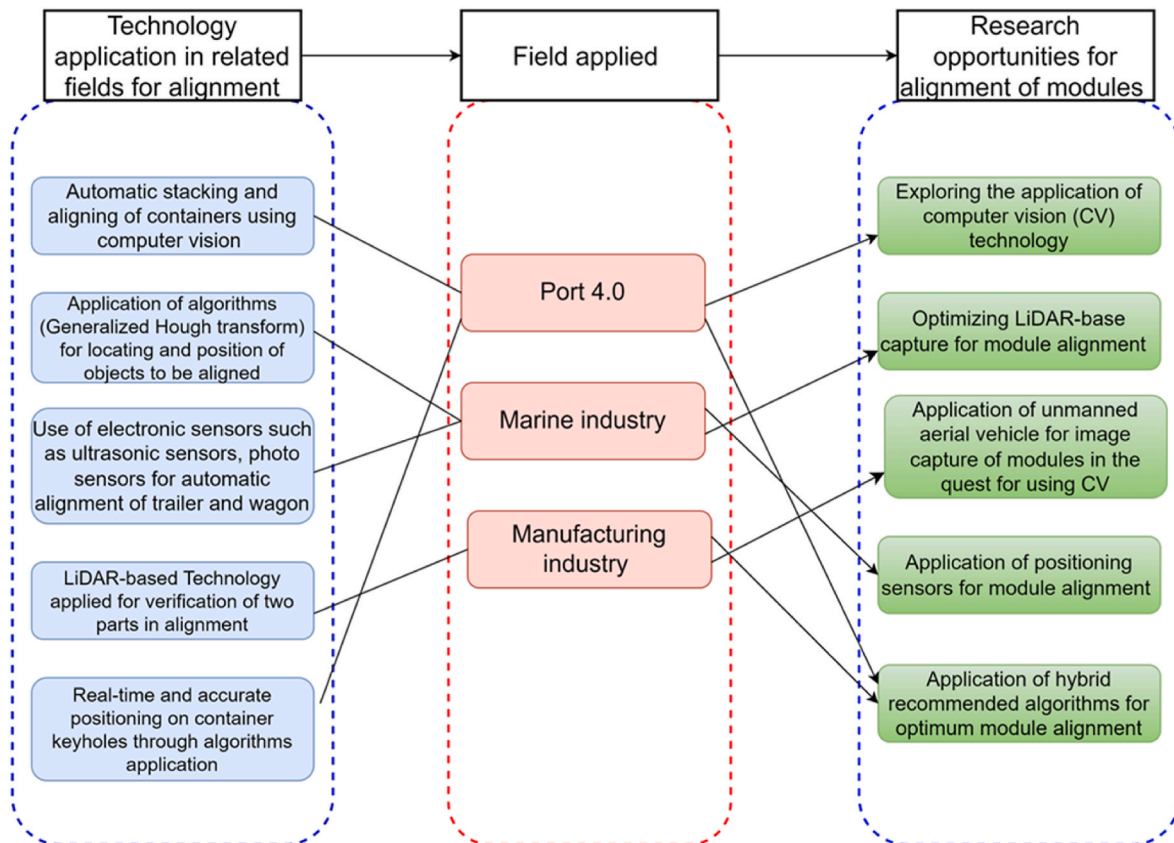 Technology
application in related
fields for alignment
Field applied
Research
opportunities for
alignment of modules
Automatic stacking and
aligning of containers using
computer vision
Application of algorithms
(Generalized Hough transform)
for locating and position of
objects to be aligned
Use of electronic sensors such
as ultrasonic sensors, photo
sensors for automatic
alignment of trailer and wagon
LiDAR-based Technology
applied for verification of two
parts in alignment
Real-time and accurate
positioning on container
keyholes through algorithms
application
Port 4.0
Marine industry
Manufacturing
industry
Exploring the application of
computer vision (CV)
technology
Optimizing LiDAR-base
capture for module alignment
Application of unmanned
aerial vehicle for image
capture of modules in the
quest for using CV
Application of positioning
sensors for module alignment
Application of hybrid
recommended algorithms for
optimum module alignment